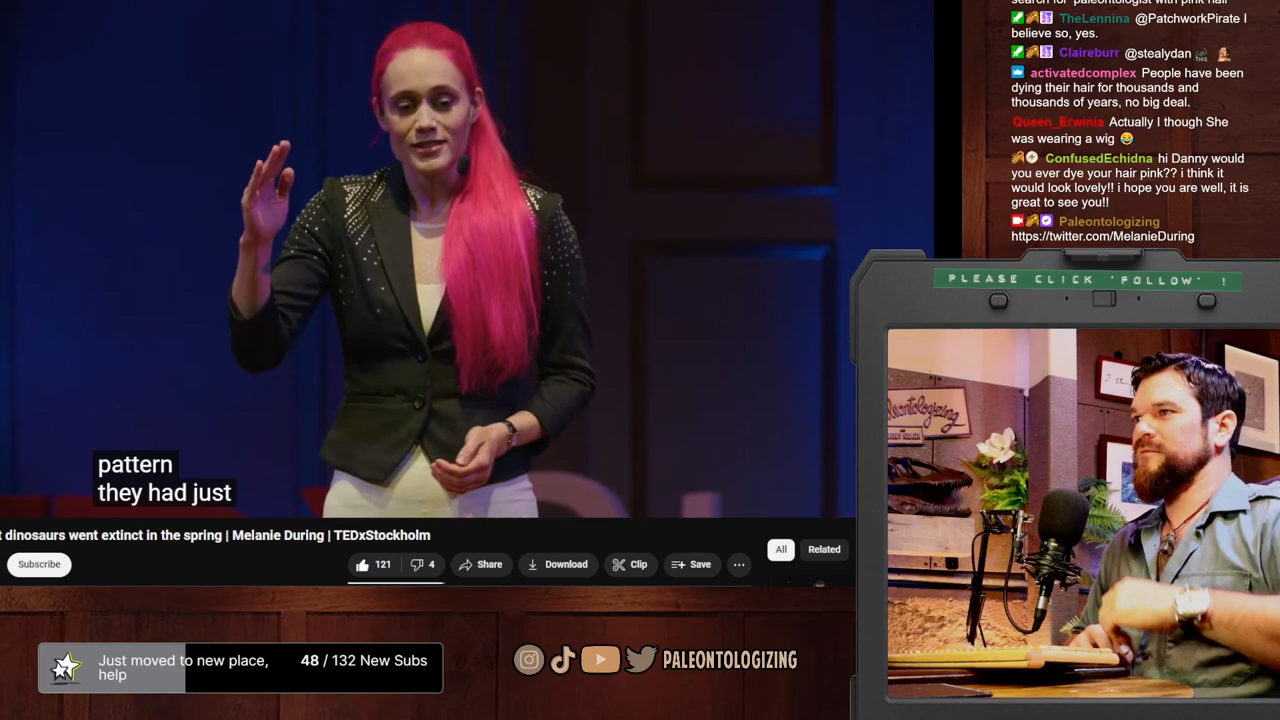 search for "paleontologist with pink hair"
TheLennina @PatchworkPirate I
believe so, yes.
Claireburr @stealydan
activatedcomplex People have been
dying their hair for thousands and
thousands of years, no big deal.
Queen_Erwinia Actually I though She
was wearing a wig 😂
ConfusedEchidna hi Danny would
you ever dye your hair pink?? i think it
would look lovely!! i hope you are well, it is
great to see you!!
Paleontologizing
https://twitter.com/MelanieDuring
PLEASE CLICK "FOLLOW" !
Paleontologizing
pattern
they had just
t dinosaurs went extinct in the spring | Melanie During | TEDxStockholm
Subscribe
121
4
Share
Download
Clip
Save
All
Related
Just moved to new place,
help
48 / 132 New Subs
PALEONTOLOGIZING